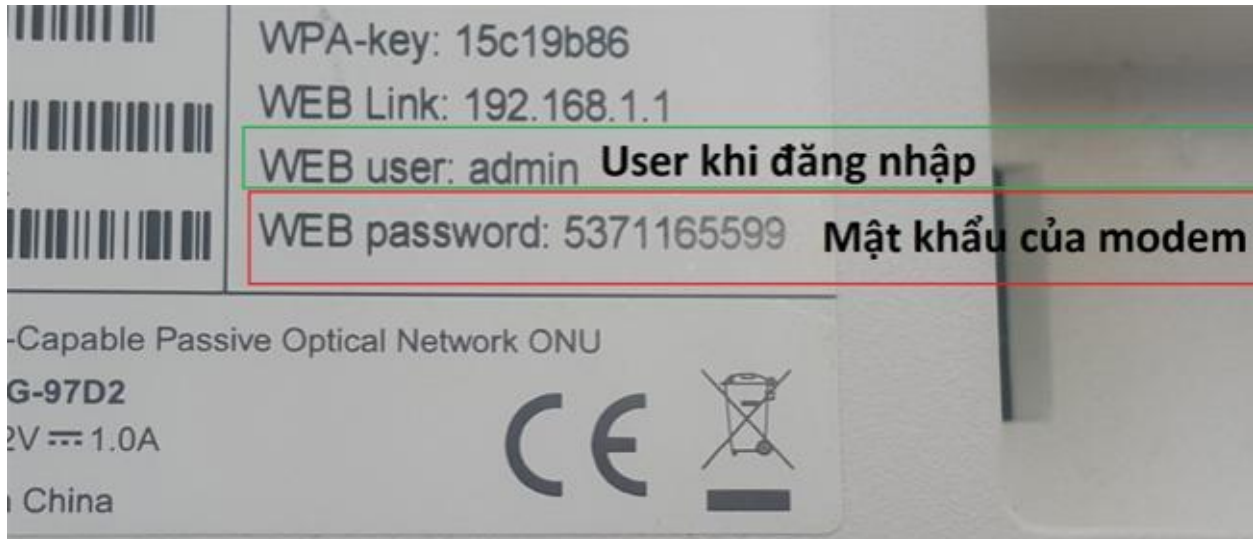 WPA-key: 15c19b86
WEB Link: 192.168.1.1
WEB user: admin User khi đăng nhập
WEB password: 5371165599 Mật khẩu của modem
-Capable Passive Optical Network ONU
G-97D2
2V 1.0A
China